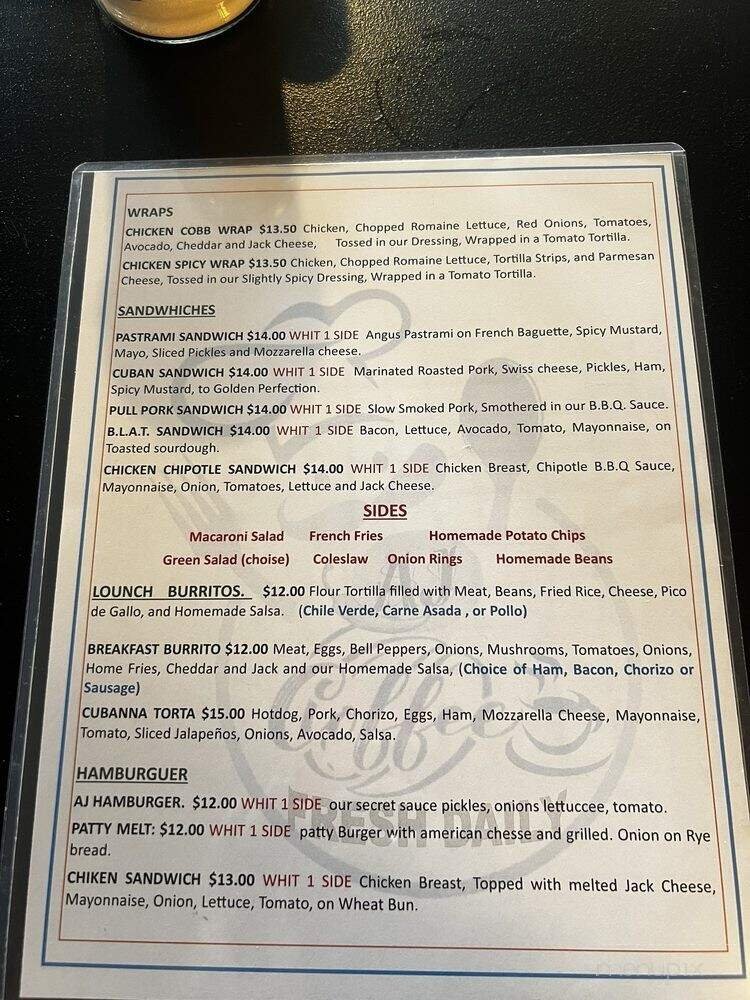 WRAPS
CHICKEN COBB WRAP $13.50 Chicken, Chopped Romaine Lettuce, Red Onions, Tomatoes,
Avocado, Cheddar and Jack Cheese, Tossed in our Dressing, Wrapped in a Tomato Tortilla.
CHICKEN SPICY WRAP $13.50 Chicken, Chopped Romaine Lettuce, Tortilla Strips, and Parmesan
Cheese, Tossed in our Slightly Spicy Dressing, Wrapped in a Tomato Tortilla.
SANDWHICHES
PASTRAMI SANDWICH $14.00 WHIT 1 SIDE Angus Pastrami on French Baguette, Spicy Mustard,
Mayo, Sliced Pickles and Mozzarella cheese.
CUBAN SANDWICH $14.00 WHIT 1 SIDE Marinated Roasted Pork, Swiss cheese, Pickles, Ham,
Spicy Mustard, to Golden Perfection.
PULL PORK SANDWICH $14.00 WHIT 1 SIDE Slow Smoked Pork, Smothered in our B.B.Q. Sauce.
B.L.A.T. SANDWICH $14.00 WHIT 1 SIDE Bacon, Lettuce, Avocado, Tomato, Mayonnaise, on
Toasted sourdough.
CHICKEN CHIPOTLE SANDWICH $14.00 WHIT 1 SIDE Chicken Breast, Chipotle B.B.Q Sauce,
Mayonnaise, Onion, Tomatoes, Lettuce and Jack Cheese.
SIDES
Macaroni Salad French Fries Homemade Potato Chips
Green Salad (choise) Coleslaw Onion Rings Homemade Beans
AJ
LOUNCH BURRITOS. $12.00 Flour Tortilla filled with Meat, Beans, Fried Rice, Cheese, Pico
de Gallo, and Homemade Salsa. (Chile Verde, Carne Asada , or Pollo)
BREAKFAST BURRITO $12.00 Meat, Eggs, Bell Peppers, Onions, Mushrooms, Tomatoes, Onions,
Home Fries, Cheddar and Jack and our Homemade Salsa, (Choice of Ham, Bacon, Chorizo or
Sausage)
Coffee
CUBANNA TORTA $15.00 Hotdog, Pork, Chorizo, Eggs, Ham, Mozzarella Cheese, Mayonnaise,
Tomato, Sliced Jalapeños, Onions, Avocado, Salsa.
HAMBURGUER
AJ HAMBURGER. $12.00 WHIT 1 SIDE our secret sauce pickles, onions lettuccee, tomato.
FRESH DAILY
PATTY MELT: $12.00 WHIT 1 SIDE patty Burger with american chesse and grilled. Onion on Rye
bread.
CHIKEN SANDWICH $13.00 WHIT 1 SIDE Chicken Breast, Topped with melted Jack Cheese,
Mayonnaise, Onion, Lettuce, Tomato, on Wheat Bun.
menupix